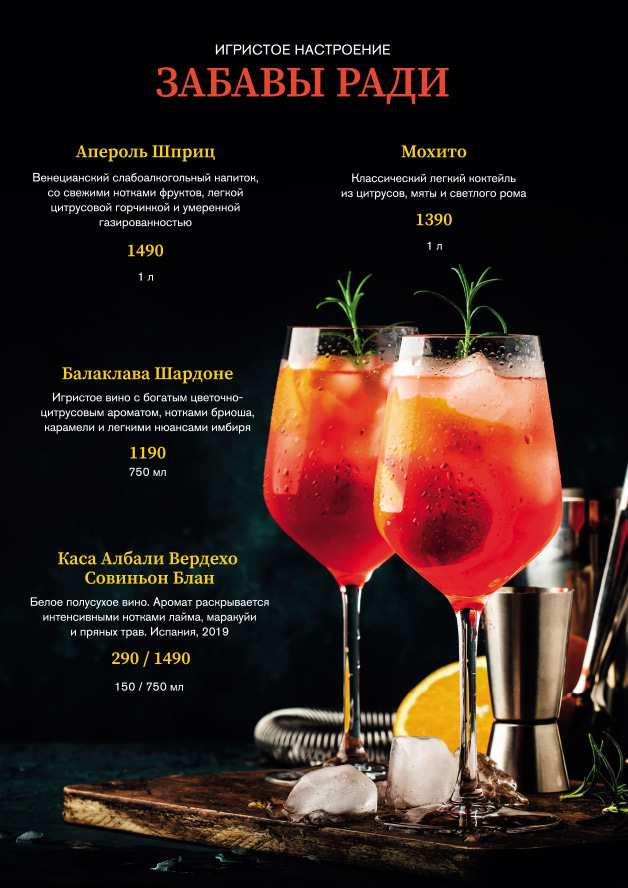 ИГРИСТОЕ НАСТРОЕНИЕ
ЗАБАВЫ РАДИ
Апероль Шприц
Венецианский слабоалкогольный напиток,
со свежими нотками фруктов, легкой
цитрусовой горчинкой и умеренной
газированностью
1490
1 л
Мохито
Классический легкий коктейль
из цитрусов, мяты и светлого рома
1390
1 л
Балаклава Шардоне
Игристое вино с богатым цветочно-
цитрусовым ароматом, нотками бриоша,
карамели и легкими нюансами имбиря
1190
750 мл
Каса Албали Вердехо
Совиньон Блан
Белое полусухое вино. Аромат раскрывается
интенсивными нотками лайма, маракуйи
и пряных трав. Испания, 2019
290 / 1490
150 / 750 мл